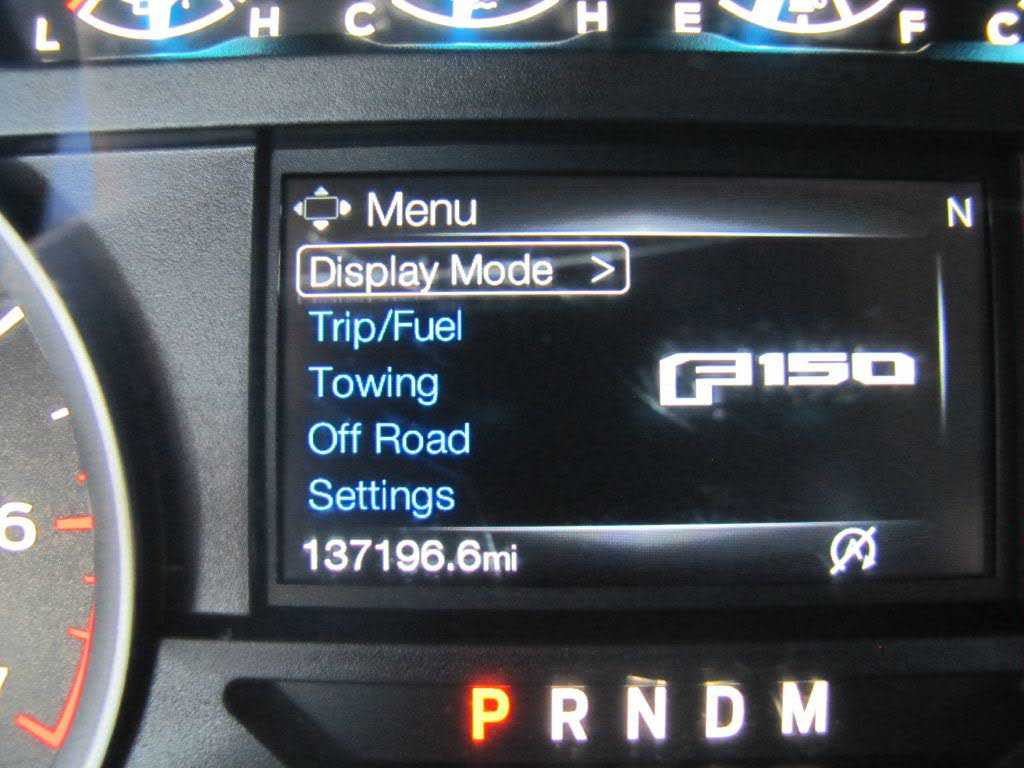 L H C H E F C
Menu N
Display Mode >
Trip/Fuel
F150
Towing
Off Road
Settings
137196.6mi
6
P R N D M